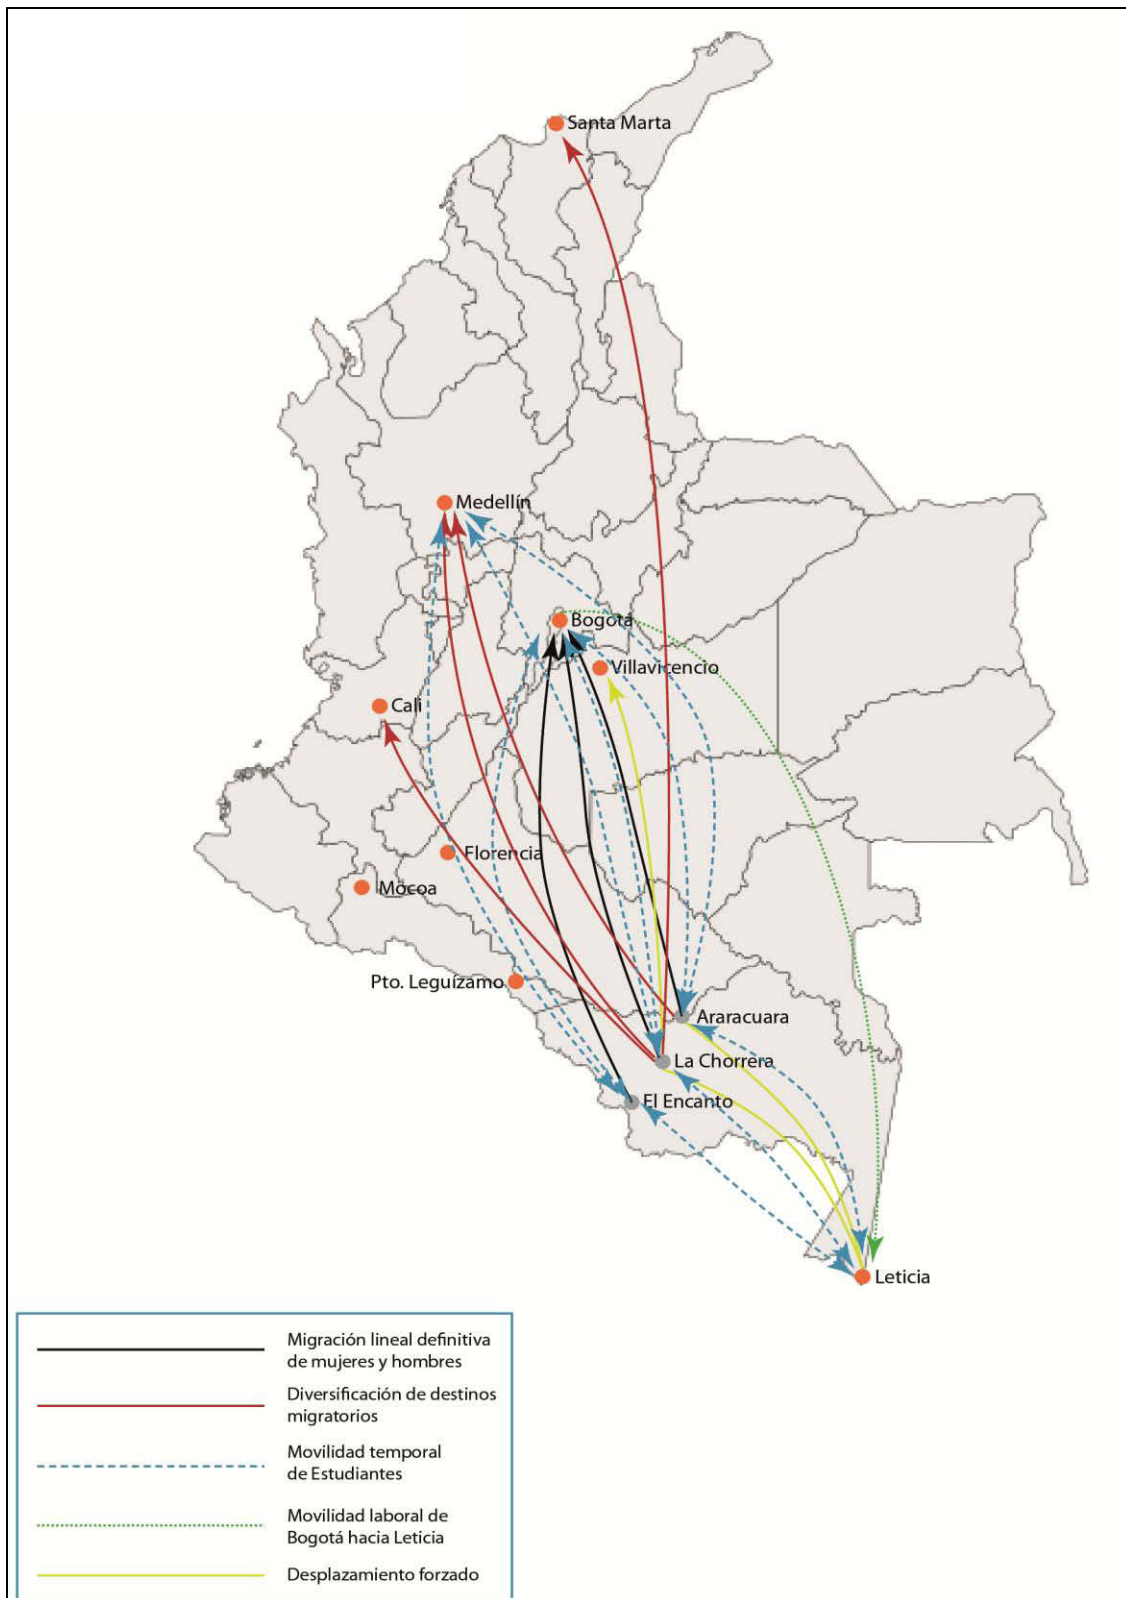 Santa Marta
Medellín
Bogotá
Villavicencio
Cali
Florencia
Mocoa
Pto. Leguízamo
Araracuara
La Chorrera
El Encanto
Leticia
Migración lineal definitiva
de mujeres y hombres
Diversificación de destinos
migratorios
Movilidad temporal
de Estudiantes
Movilidad laboral de
Bogotá hacia Leticia
Desplazamiento forzado